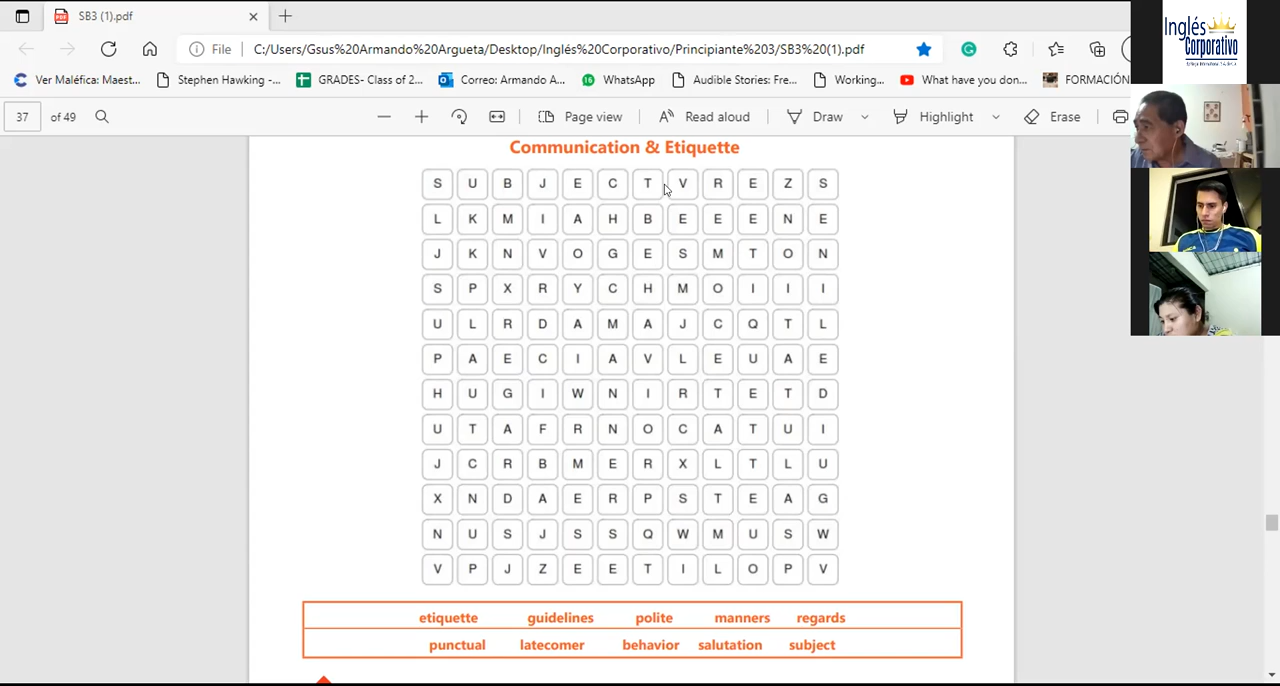 SB3 (1).pdf
File C:/Users/Gsus%20Armando%20Argueta/Desktop/Inglés%20Corporativo/Principiante%203/SB3%20(1).pdf
Ver Maléfica: Maest... Stephen Hawking -... GRADES- Class of 2... Correo: Armando A... WhatsApp Audible Stories: Fre... Working... What have you don... FORMACIÓN
37 of 49 Page view Read aloud Draw Highlight Erase
Inglés
Corporativo
Communication & Etiquette
S U B J E C T V R E Z S
L K M I A H B E E E N E
J K N V O G E S M T O N
S P X R Y C H M O I I I
U L R D A M A J C Q T L
P A E C I A V L E U A E
H U G I W N I R T E T D
U T A F R N O C A T U I
J C R B M E R X L T L U
X N D A E R P S T E A G
N U S J S S Q W M U S W
V P J Z E E T I L O P V
etiquette guidelines polite manners regards
punctual latecomer behavior salutation subject